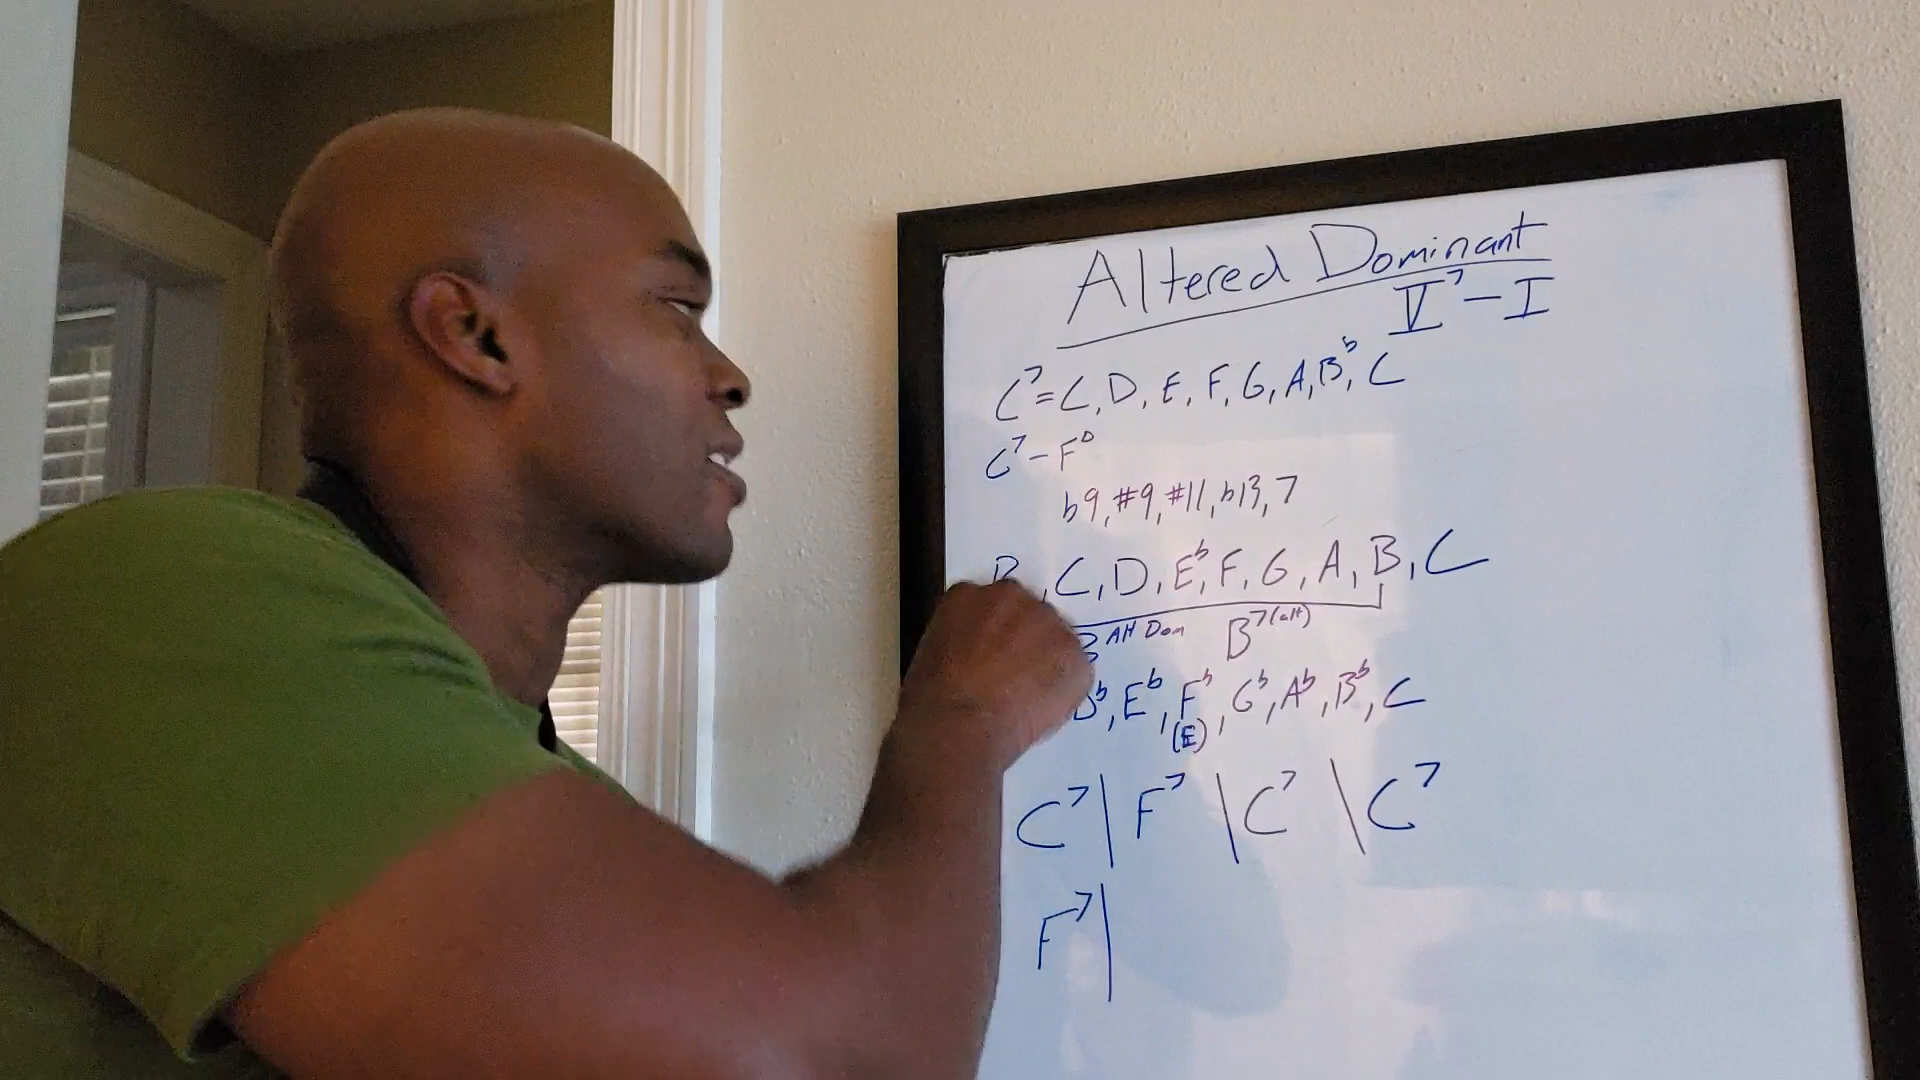 Altered Dominant
V7 - I
C7 = C, D, E, F, G, A, Bb, C
C7 - F
b9, #9, #11, b13, 7
B, C, D, Eb, F, G, A, B, C
B Alt Dom B7(alt)
Db, Eb, Fb, Gb, Ab, Bb, C
(E)
C7 | F7 \ C7 \ C7
F7 |